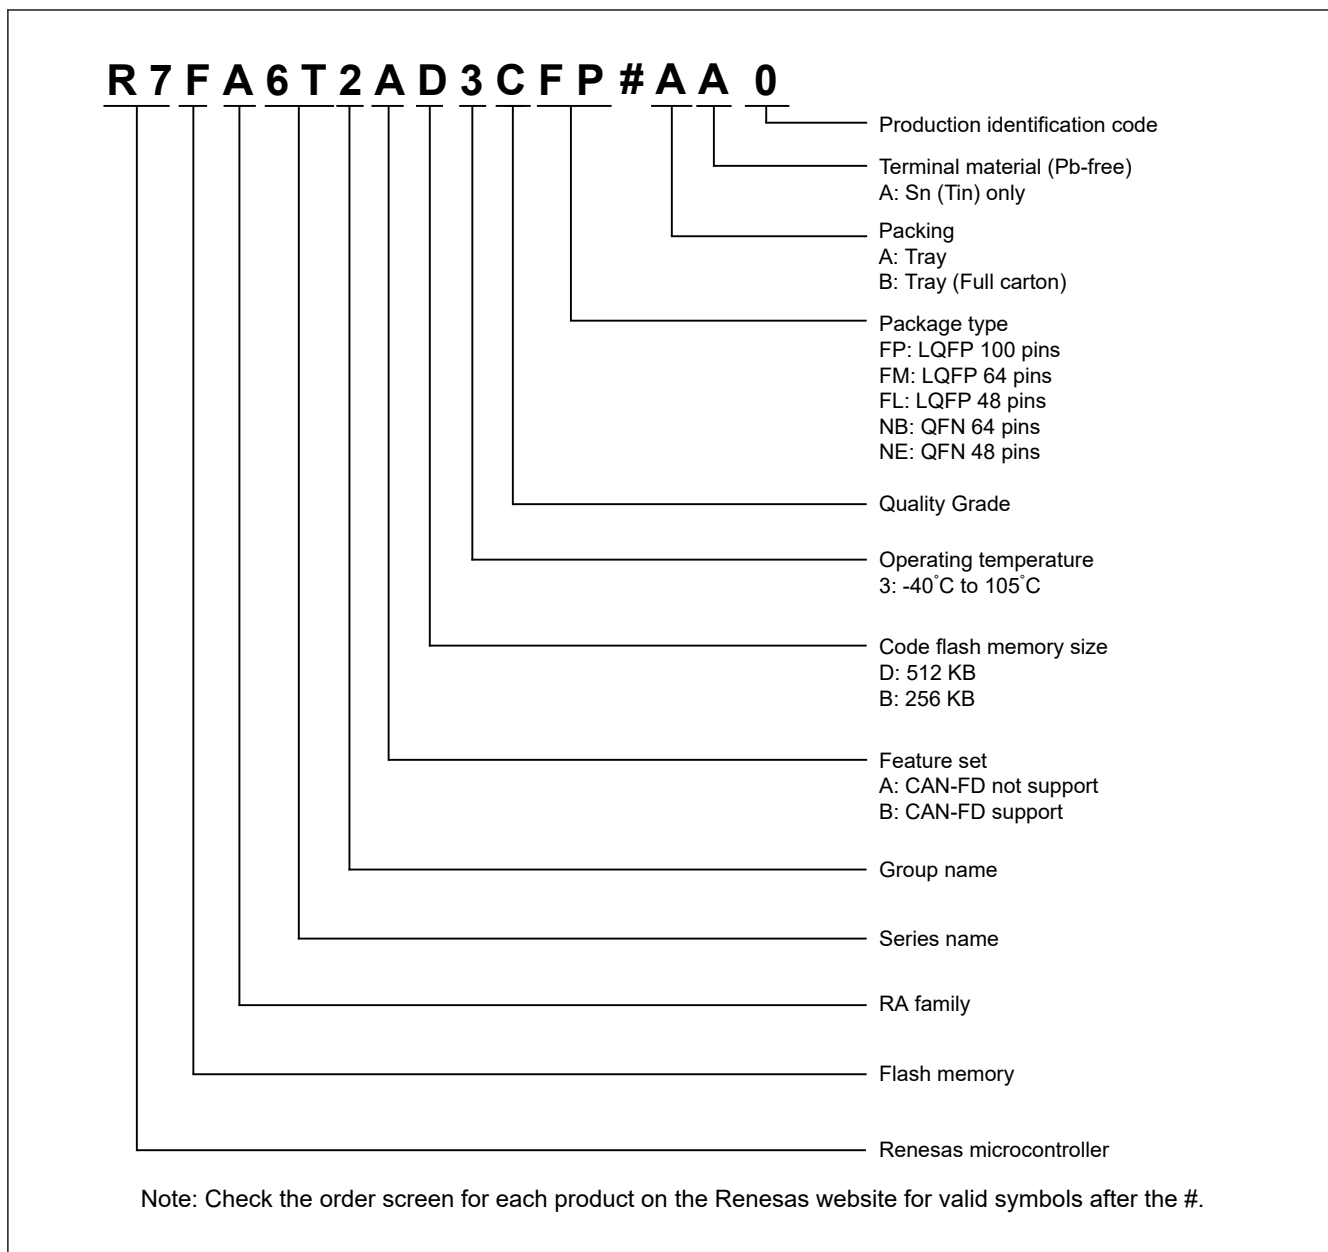 R7FA6T2AD3CFP#AA0
Production identification code
Terminal material (Pb-free)
A: Sn (Tin) only
Packing
A: Tray
B: Tray (Full carton)
Package type
FP: LQFP 100 pins
FM: LQFP 64 pins
FL: LQFP 48 pins
NB: QFN 64 pins
NE: QFN 48 pins
Quality Grade
Operating temperature
3: -40°C to 105°C
Code flash memory size
D: 512 KB
B: 256 KB
Feature set
A: CAN-FD not support
B: CAN-FD support
Group name
Series name
RA family
Flash memory
Renesas microcontroller
Note: Check the order screen for each product on the Renesas website for valid symbols after the #.